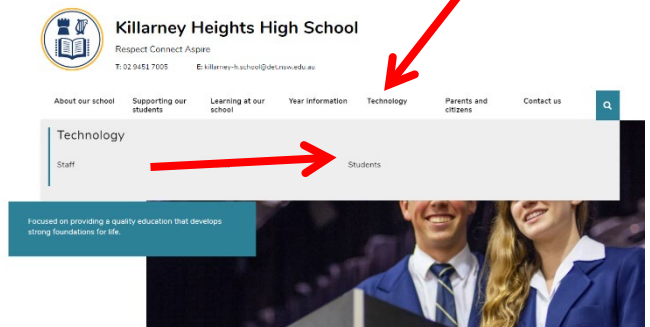 Killarney Heights High School
Respect Connect Aspire
T: 02 9451 7005 E: killarney-h.school@det.nsw.edu.au
About our school Supporting our students Learning at our school Year information Technology Parents and citizens Contact us
Technology
Staff Students
Focused on providing a quality education that develops
strong foundations for life.